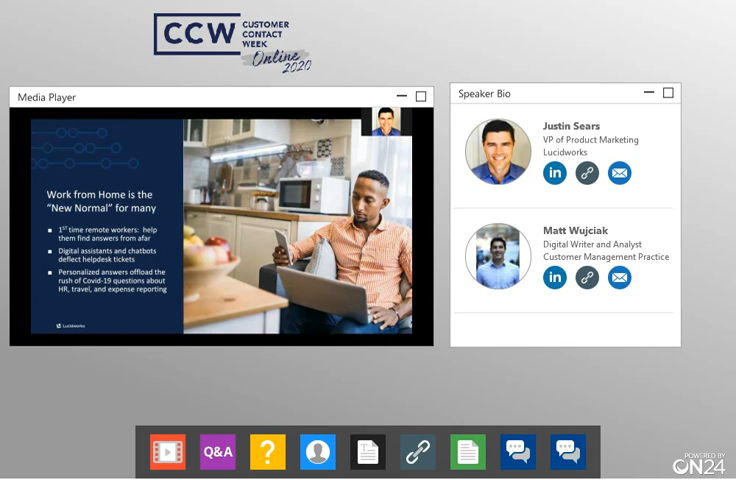 CCW
CUSTOMER
CONTACT
WEEK
Online
2020
Media Player
Work from Home is the
"New Normal" for many
1ST time remote workers: help
them find answers from afar
Digital assistants and chatbots
deflect helpdesk tickets
Personalized answers offload the
rush of Covid-19 questions about
HR, travel, and expense reporting
Lucidworks
Speaker Bio
Justin Sears
VP of Product Marketing
Lucidworks
in
Matt Wujciak
Digital Writer and Analyst
Customer Management Practice
in
Q&A
?
T
POWERED BY
ON24